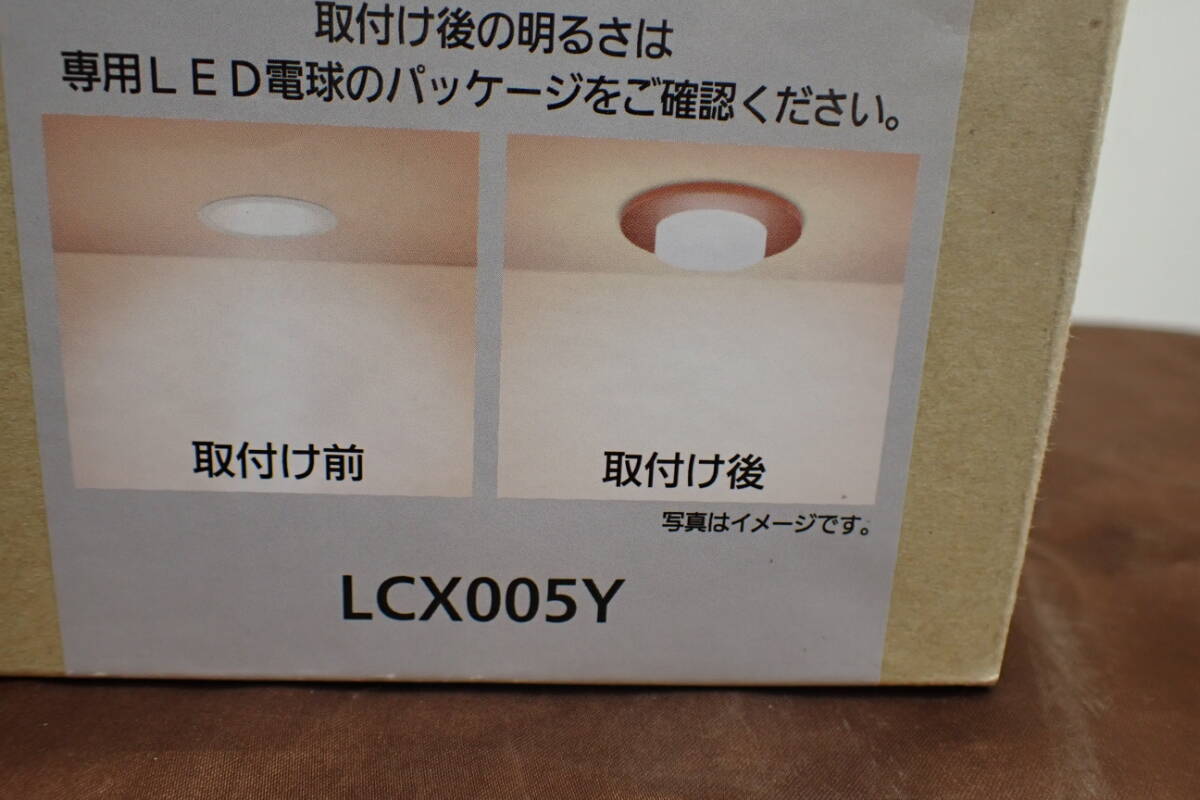 取付け後の明るさは
専用ＬＥＤ電球のパッケージをご確認ください。
取付け前
取付け後
写真はイメージです。
LCX005Y